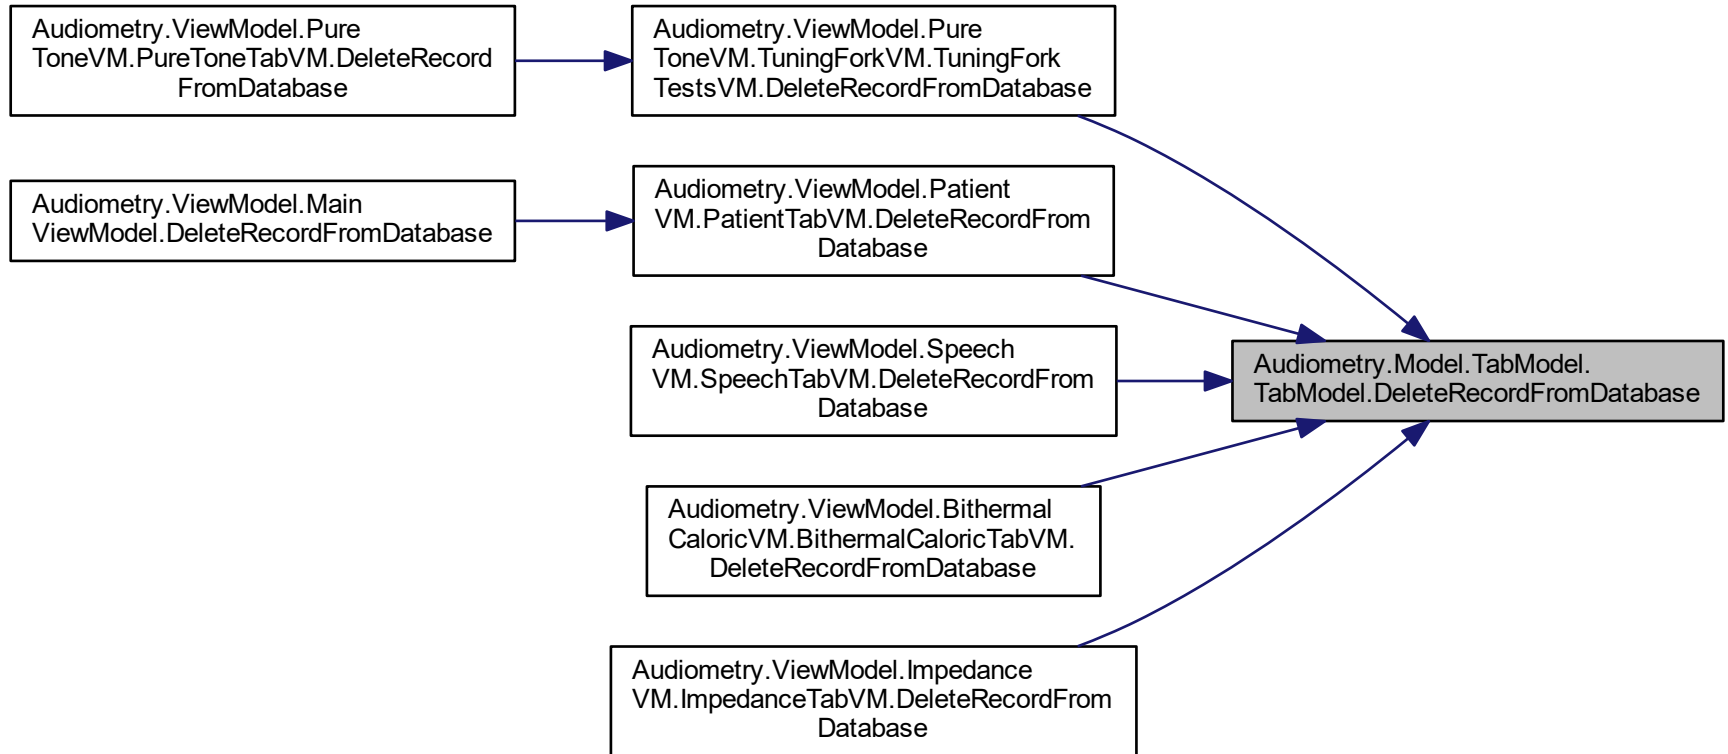 Audiometry.ViewModel.Pure
ToneVM.PureToneTabVM.DeleteRecord
FromDatabase
Audiometry.ViewModel.Pure
ToneVM.TuningForkVM.TuningFork
TestsVM.DeleteRecordFromDatabase
Audiometry.ViewModel.Main
ViewModel.DeleteRecordFromDatabase
Audiometry.ViewModel.Patient
VM.PatientTabVM.DeleteRecordFrom
Database
Audiometry.ViewModel.Speech
VM.SpeechTabVM.DeleteRecordFrom
Database
Audiometry.Model.TabModel.
TabModel.DeleteRecordFromDatabase
Audiometry.ViewModel.Bithermal
CaloricVM.BithermalCaloricTabVM.
DeleteRecordFromDatabase
Audiometry.ViewModel.Impedance
VM.ImpedanceTabVM.DeleteRecordFrom
Database